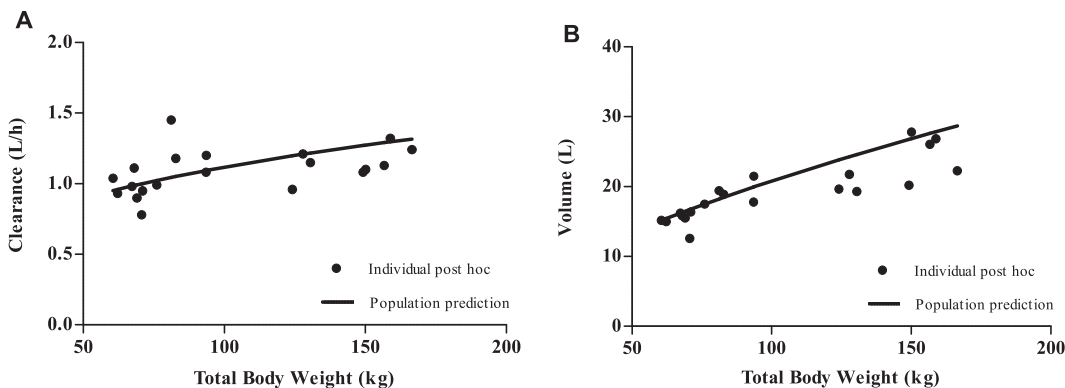 A
2.0
1.5
1.0
0.5
0.0
Clearance (L/h)
50
100
150
200
Total Body Weight (kg)
Individual post hoc
Population prediction
B
40
30
20
10
0
Volume (L)
50
100
150
200
Total Body Weight (kg)
Individual post hoc
Population prediction